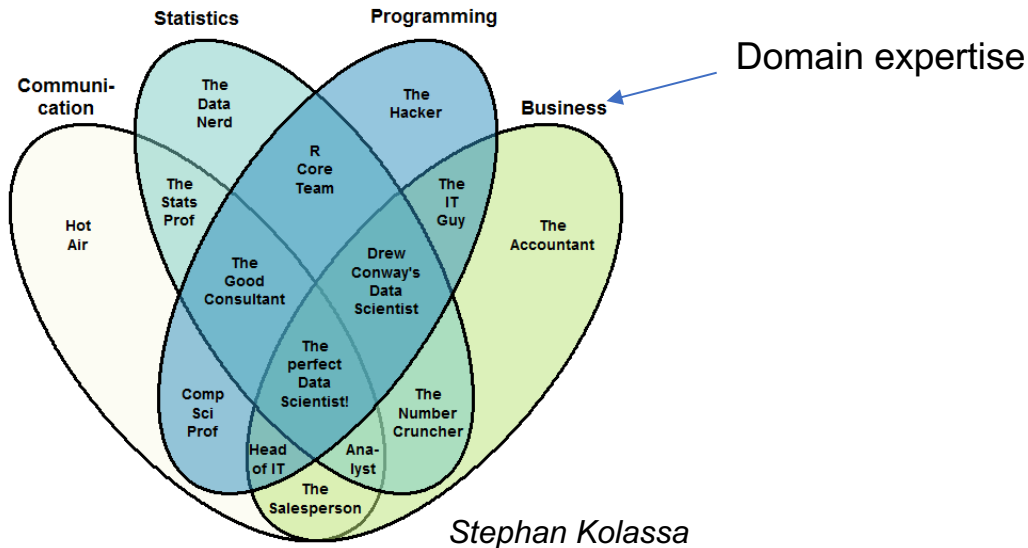 Statistics
Programming
Domain expertise
Communi-
cation
Business
The
Data
Nerd
The
Hacker
R
Core
Team
The
Stats
Prof
The
IT
Guy
Hot
Air
The
Accountant
The
Good
Consultant
Drew
Conway's
Data
Scientist
The
perfect
Data
Scientist!
Comp
Sci
Prof
The
Number
Cruncher
Head
of IT
Ana-
lyst
The
Salesperson
Stephan Kolassa